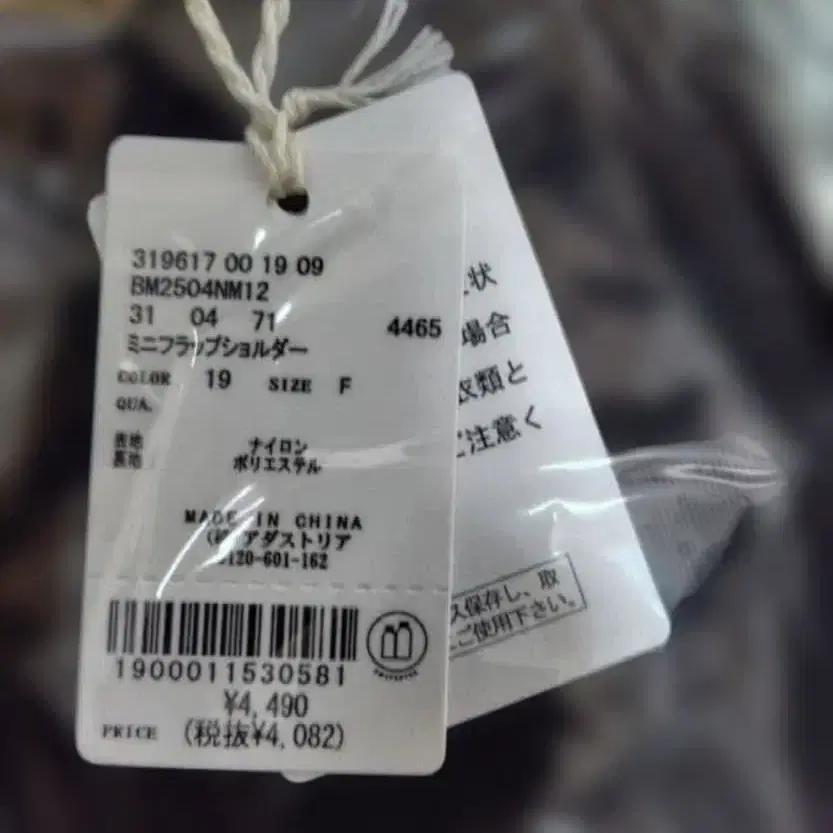 319617 00 19 09
BM2504NM12
31 04 71 4465
ミニフラップショルダー
COLOR 19 SIZE F
QUA.
表地 ナイロン
裏地 ポリエステル
MADE IN CHINA
(株)アダストリア
0120-601-162
1900011530581
¥4,490
PRICE (税抜¥4,082)
状
場合
衣類と
ご注意く
保存し、取
ご使用下さい。